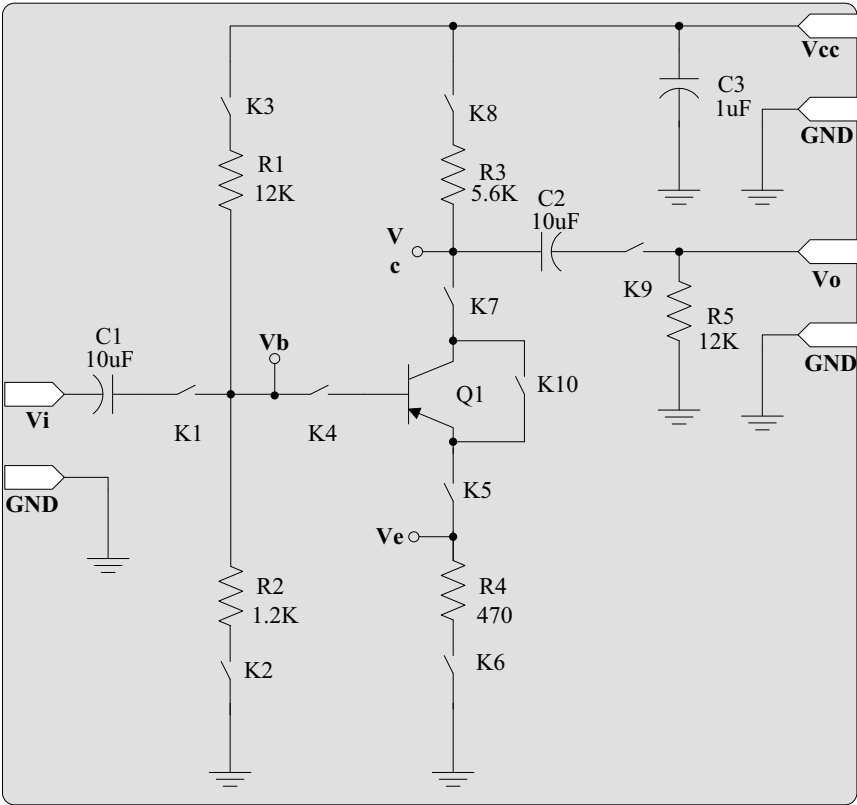 Vcc
K3
K8
C3
1uF
GND
R1
12K
R3
5.6K
C2
10uF
V
c
K9
Vo
K7
R5
12K
GND
C1
10uF
Vb
K10
Q1
Vi
K1
K4
GND
K5
Ve
R2
1.2K
R4
470
K2
K6